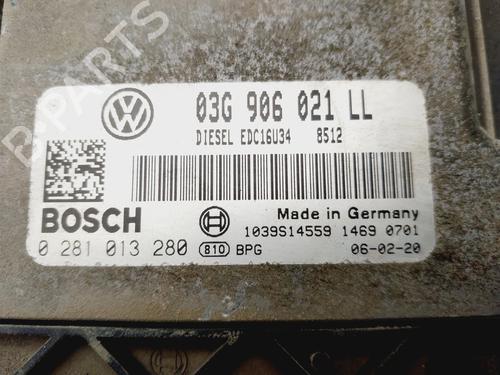 B-PARTS
03G 906 021 LL
DIESEL EDC16U34 8512
BOSCH
Made in Germany
1039S14559 1469 0701
0 281 013 280 810 BPG 06-02-20